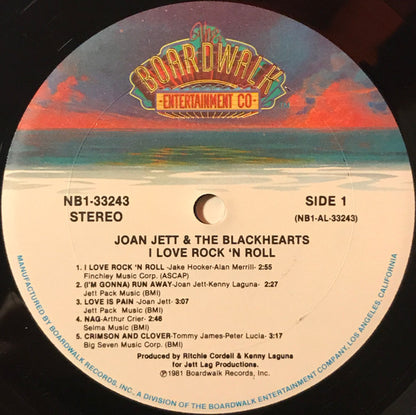 The
BOARDWALK
ENTERTAINMENT CO
NB1-33243
STEREO
SIDE 1
(NB1-AL-33243)
JOAN JETT & THE BLACKHEARTS
I LOVE ROCK 'N ROLL
1. I LOVE ROCK 'N ROLL -Jake Hooker-Alan Merrill- 2:55
Finchley Music Corp. (ASCAP)
2. (I'M GONNA) RUN AWAY-Joan Jett-Kenny Laguna- 2:27
Jett Pack Music (BMI)
3. LOVE IS PAIN -Joan Jett- 3:07
Jett Pack Music (BMI)
4. NAG-Arthur Crier- 2:46
Selma Music (BMI)
5. CRIMSON AND CLOVER-Tommy James-Peter Lucia- 3:17
Big Seven Music Corp. (BMI)
Produced by Ritchie Cordell & Kenny Laguna
for Jett Lag Productions.
℗1981 Boardwalk Records, Inc.
MANUFACTURED BY BOARDWALK RECORDS, INC., A DIVISION OF THE BOARDWALK ENTERTAINMENT COMPANY, LOS ANGELES, CALIFORNIA